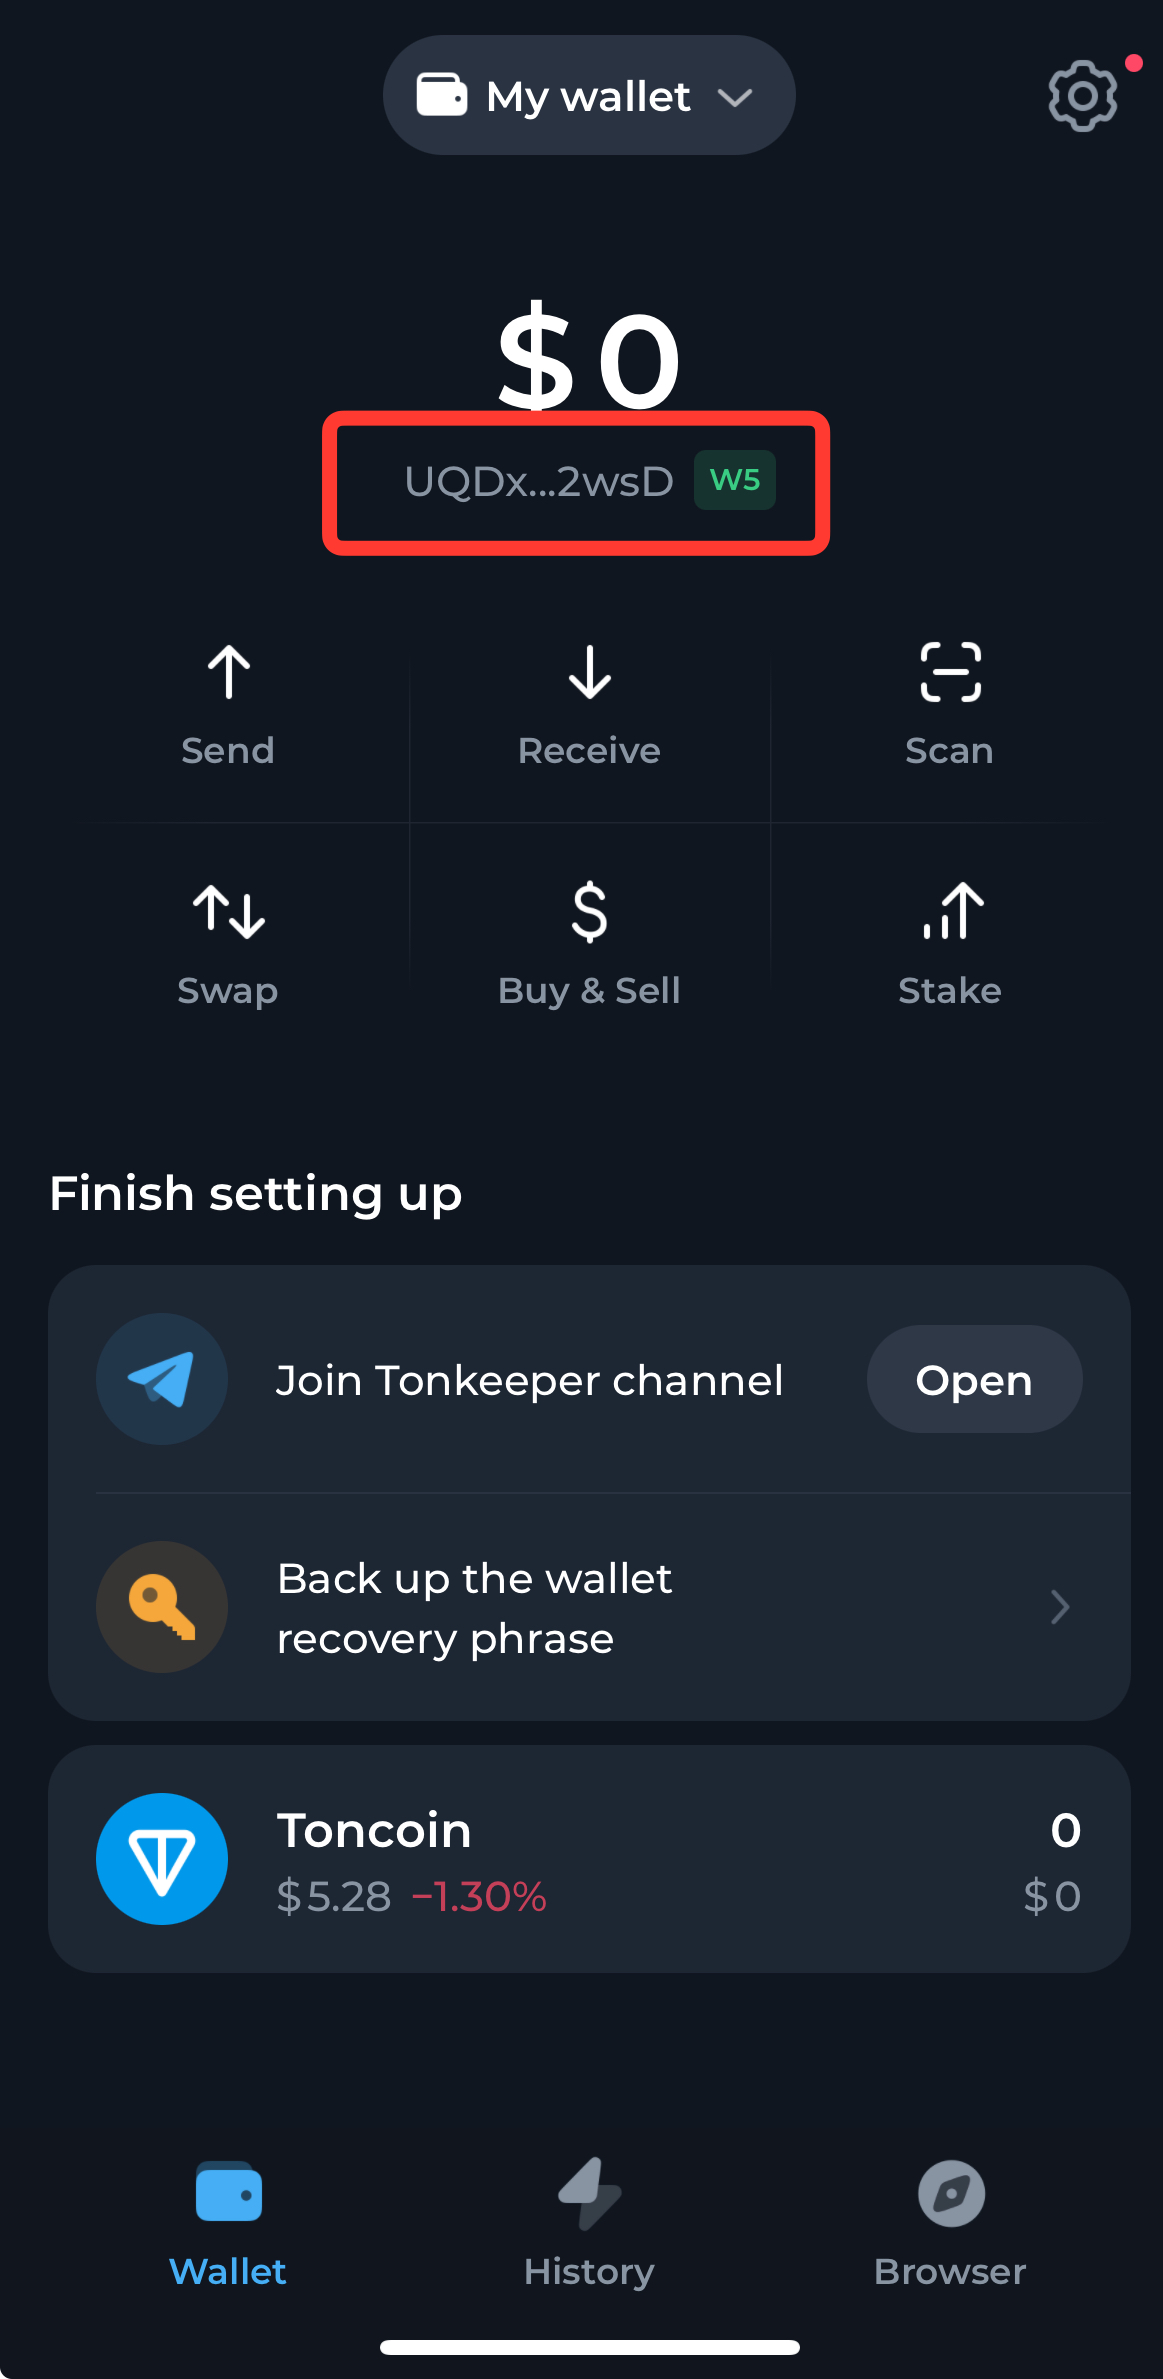 My wallet
$0
UQDx...2wsD W5
Send Receive Scan
Swap Buy & Sell Stake
Finish setting up
Join Tonkeeper channel Open
Back up the wallet
recovery phrase
Toncoin 0
$5.28 −1.30% $0
Wallet History Browser